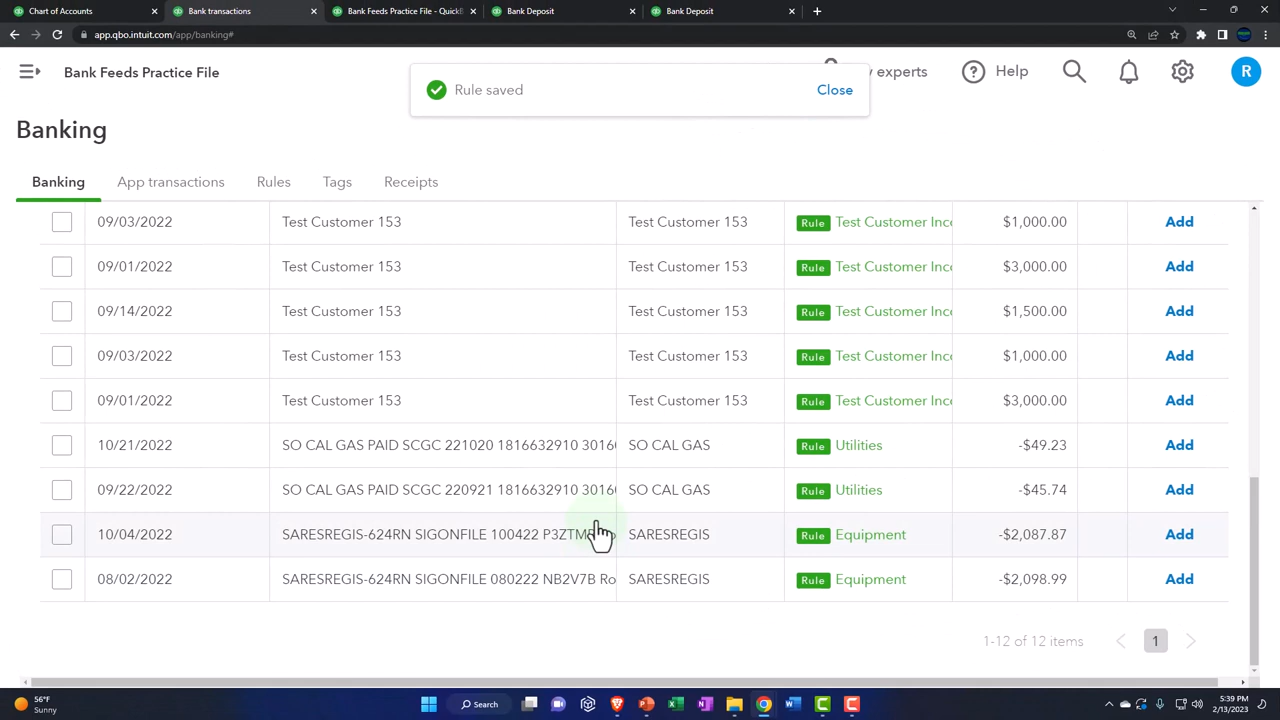 Chart of Accounts
Bank transactions
Bank Feeds Practice File - QuickB
Bank Deposit
Bank Deposit
app.qbo.intuit.com/app/banking#
Bank Feeds Practice File
Rule saved
Close
experts
Help
R
Banking
Banking App transactions Rules Tags Receipts
09/03/2022 Test Customer 153 Test Customer 153 Rule Test Customer Inc $1,000.00 Add
09/01/2022 Test Customer 153 Test Customer 153 Rule Test Customer Inc $3,000.00 Add
09/14/2022 Test Customer 153 Test Customer 153 Rule Test Customer Inc $1,500.00 Add
09/03/2022 Test Customer 153 Test Customer 153 Rule Test Customer Inc $1,000.00 Add
09/01/2022 Test Customer 153 Test Customer 153 Rule Test Customer Inc $3,000.00 Add
10/21/2022 SO CAL GAS PAID SCGC 221020 1816632910 3016 SO CAL GAS Rule Utilities -$49.23 Add
09/22/2022 SO CAL GAS PAID SCGC 220921 1816632910 3016 SO CAL GAS Rule Utilities -$45.74 Add
10/04/2022 SARESREGIS-624RN SIGONFILE 100422 SARESREGIS Rule Equipment -$2,087.87 Add
08/02/2022 SARESREGIS-624RN SIGONFILE 080222 NB2V7B Ro SARESREGIS Rule Equipment -$2,098.99 Add
1-12 of 12 items
1
56°F
Sunny
Search
5:39 PM
2/13/2023